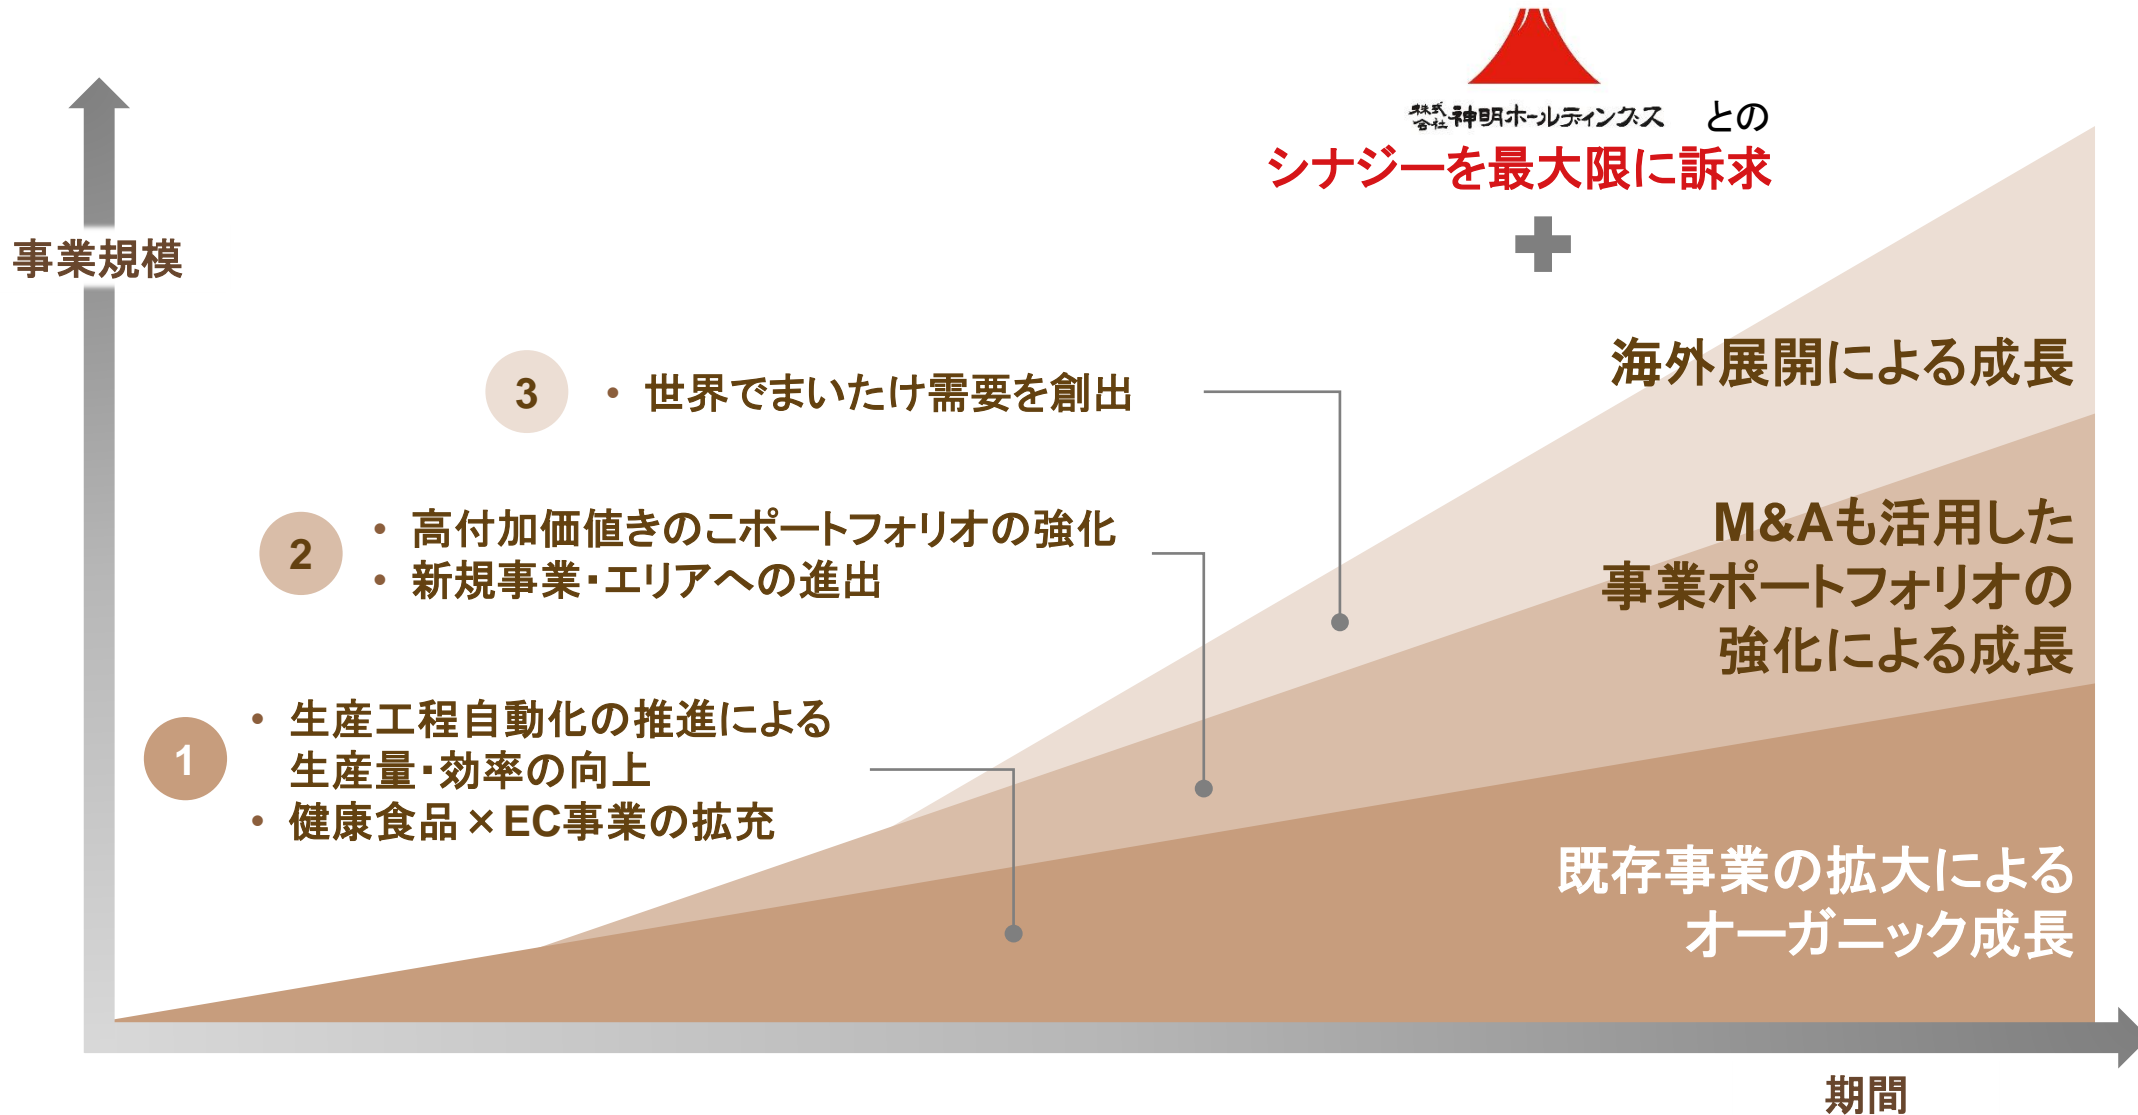 株式会社 神明ホールディングス との
シナジーを最大限に訴求
事業規模
3 • 世界でまいたけ需要を創出
海外展開による成長
2
• 高付加価値きのこポートフォリオの強化
• 新規事業・エリアへの進出
M&Aも活用した
事業ポートフォリオの
強化による成長
1
• 生産工程自動化の推進による
生産量・効率の向上
• 健康食品×EC事業の拡充
既存事業の拡大による
オーガニック成長
期間